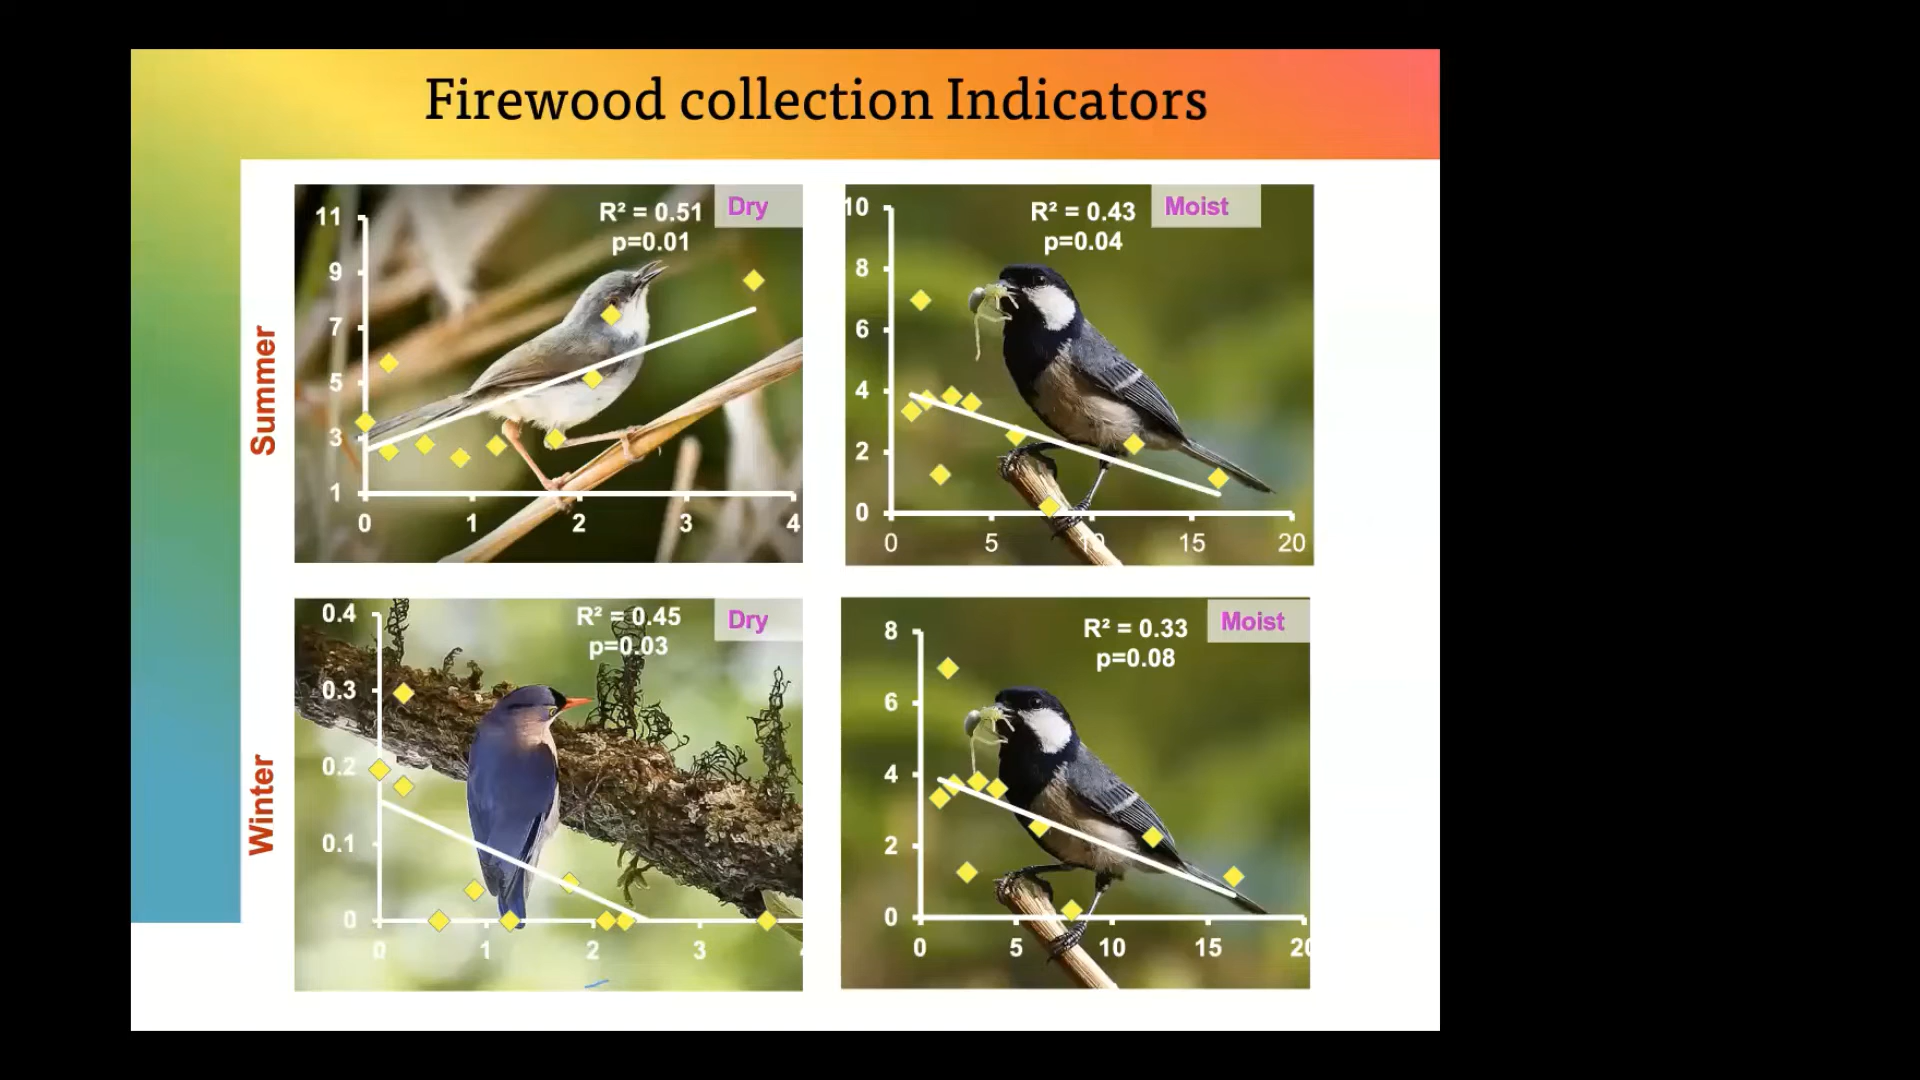 Firewood collection Indicators
Summer
11
9
7
5
3
1
0 1 2 3 4
R² = 0.51
p=0.01
Dry
10
8
6
4
2
0
0 5 10 15 20
R² = 0.43
p=0.04
Moist
Winter
0.4
0.3
0.2
0.1
0
0 1 2 3
R² = 0.45
p=0.03
Dry
8
6
4
2
0
0 5 10 15 20
R² = 0.33
p=0.08
Moist